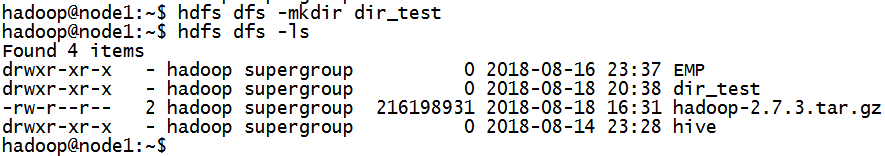 hadoop@node1:~$ hdfs dfs -mkdir dir_test
hadoop@node1:~$ hdfs dfs -ls
Found 4 items
drwxr-xr-x   - hadoop supergroup          0 2018-08-16 23:37 EMP
drwxr-xr-x   - hadoop supergroup          0 2018-08-18 20:38 dir_test
-rw-r--r--   2 hadoop supergroup  216198931 2018-08-18 16:31 hadoop-2.7.3.tar.gz
drwxr-xr-x   - hadoop supergroup          0 2018-08-14 23:28 hive
hadoop@node1:~$